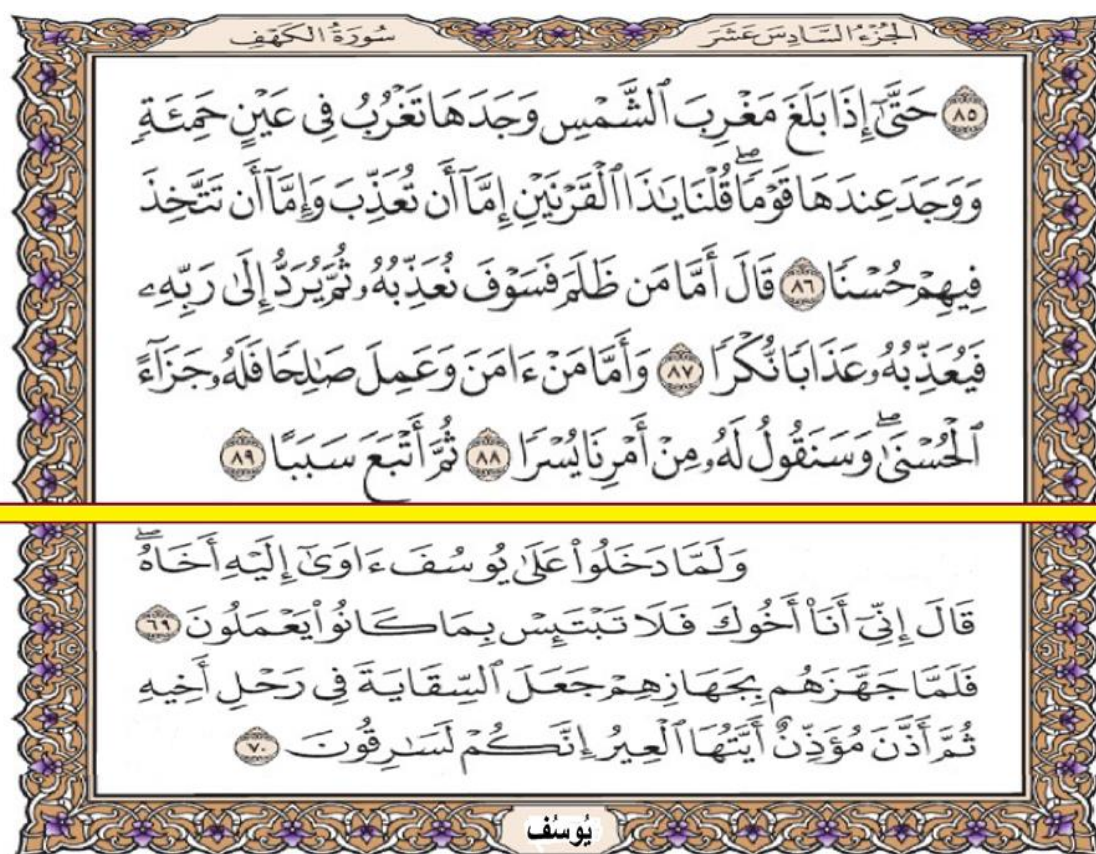 الجزء السادس عشر
سورة الكهف
٨٥ حَتَّىٰٓ إِذَا بَلَغَ مَغْرِبَ ٱلشَّمْسِ وَجَدَهَا تَغْرُبُ فِى عَيْنٍ حَمِئَةٍ
وَوَجَدَ عِندَهَا قَوْمًاۖ قُلْنَا يَٰذَا ٱلْقَرْنَيْنِ إِمَّآ أَن تُعَذِّبَ وَإِمَّآ أَن تَتَّخِذَ
فِيهِمْ حُسْنًا ٨٦ قَالَ أَمَّا مَن ظَلَمَ فَسَوْفَ نُعَذِّبُهُۥ ثُمَّ يُرَدُّ إِلَىٰ رَبِّهِۦ
فَيُعَذِّبُهُۥ عَذَابًا نُّكْرًا ٨٧ وَأَمَّا مَنْ ءَامَنَ وَعَمِلَ صَٰلِحًا فَلَهُۥ جَزَآءً
ٱلْحُسْنَىٰۖ وَسَنَقُولُ لَهُۥ مِنْ أَمْرِنَا يُسْرًا ٨٨ ثُمَّ أَتْبَعَ سَبَبًا ٨٩
وَلَمَّا دَخَلُوا۟ عَلَىٰ يُوسُفَ ءَاوَىٰٓ إِلَيْهِ أَخَاهُۖ
قَالَ إِنِّىٓ أَنَا۠ أَخُوكَ فَلَا تَبْتَئِسْ بِمَا كَانُوا۟ يَعْمَلُونَ ٦٩
فَلَمَّا جَهَّزَهُم بِجَهَازِهِمْ جَعَلَ ٱلسِّقَايَةَ فِى رَحْلِ أَخِيهِ
ثُمَّ أَذَّنَ مُؤَذِّنٌ أَيَّتُهَا ٱلْعِيرُ إِنَّكُمْ لَسَٰرِقُونَ ٧٠
يُوسُف